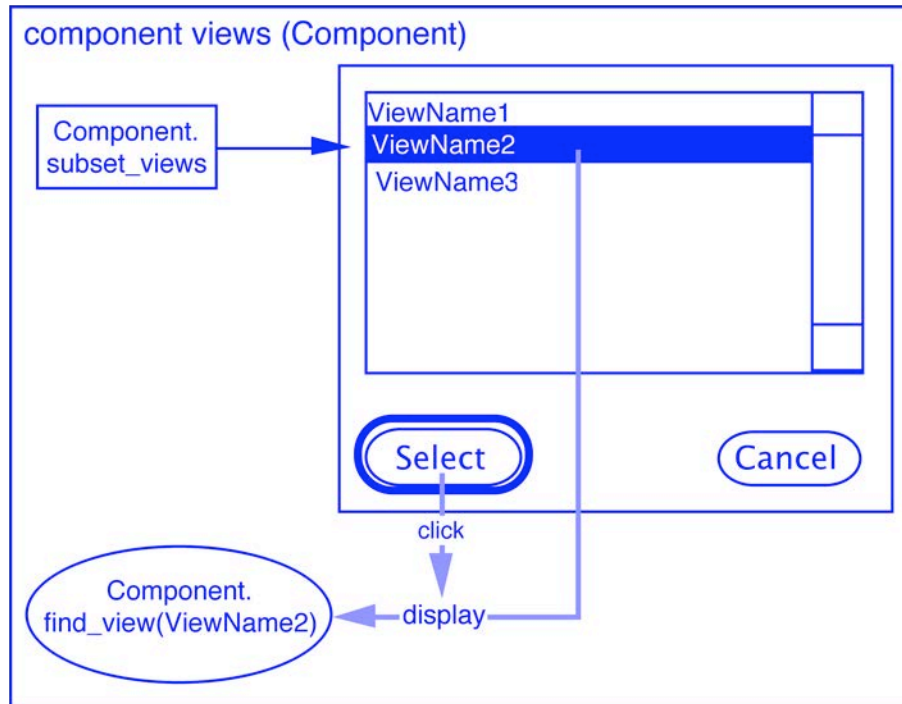 component views (Component)
Component.
subset_views
ViewName1
ViewName2
ViewName3
Select
Cancel
click
display
Component.
find_view(ViewName2)